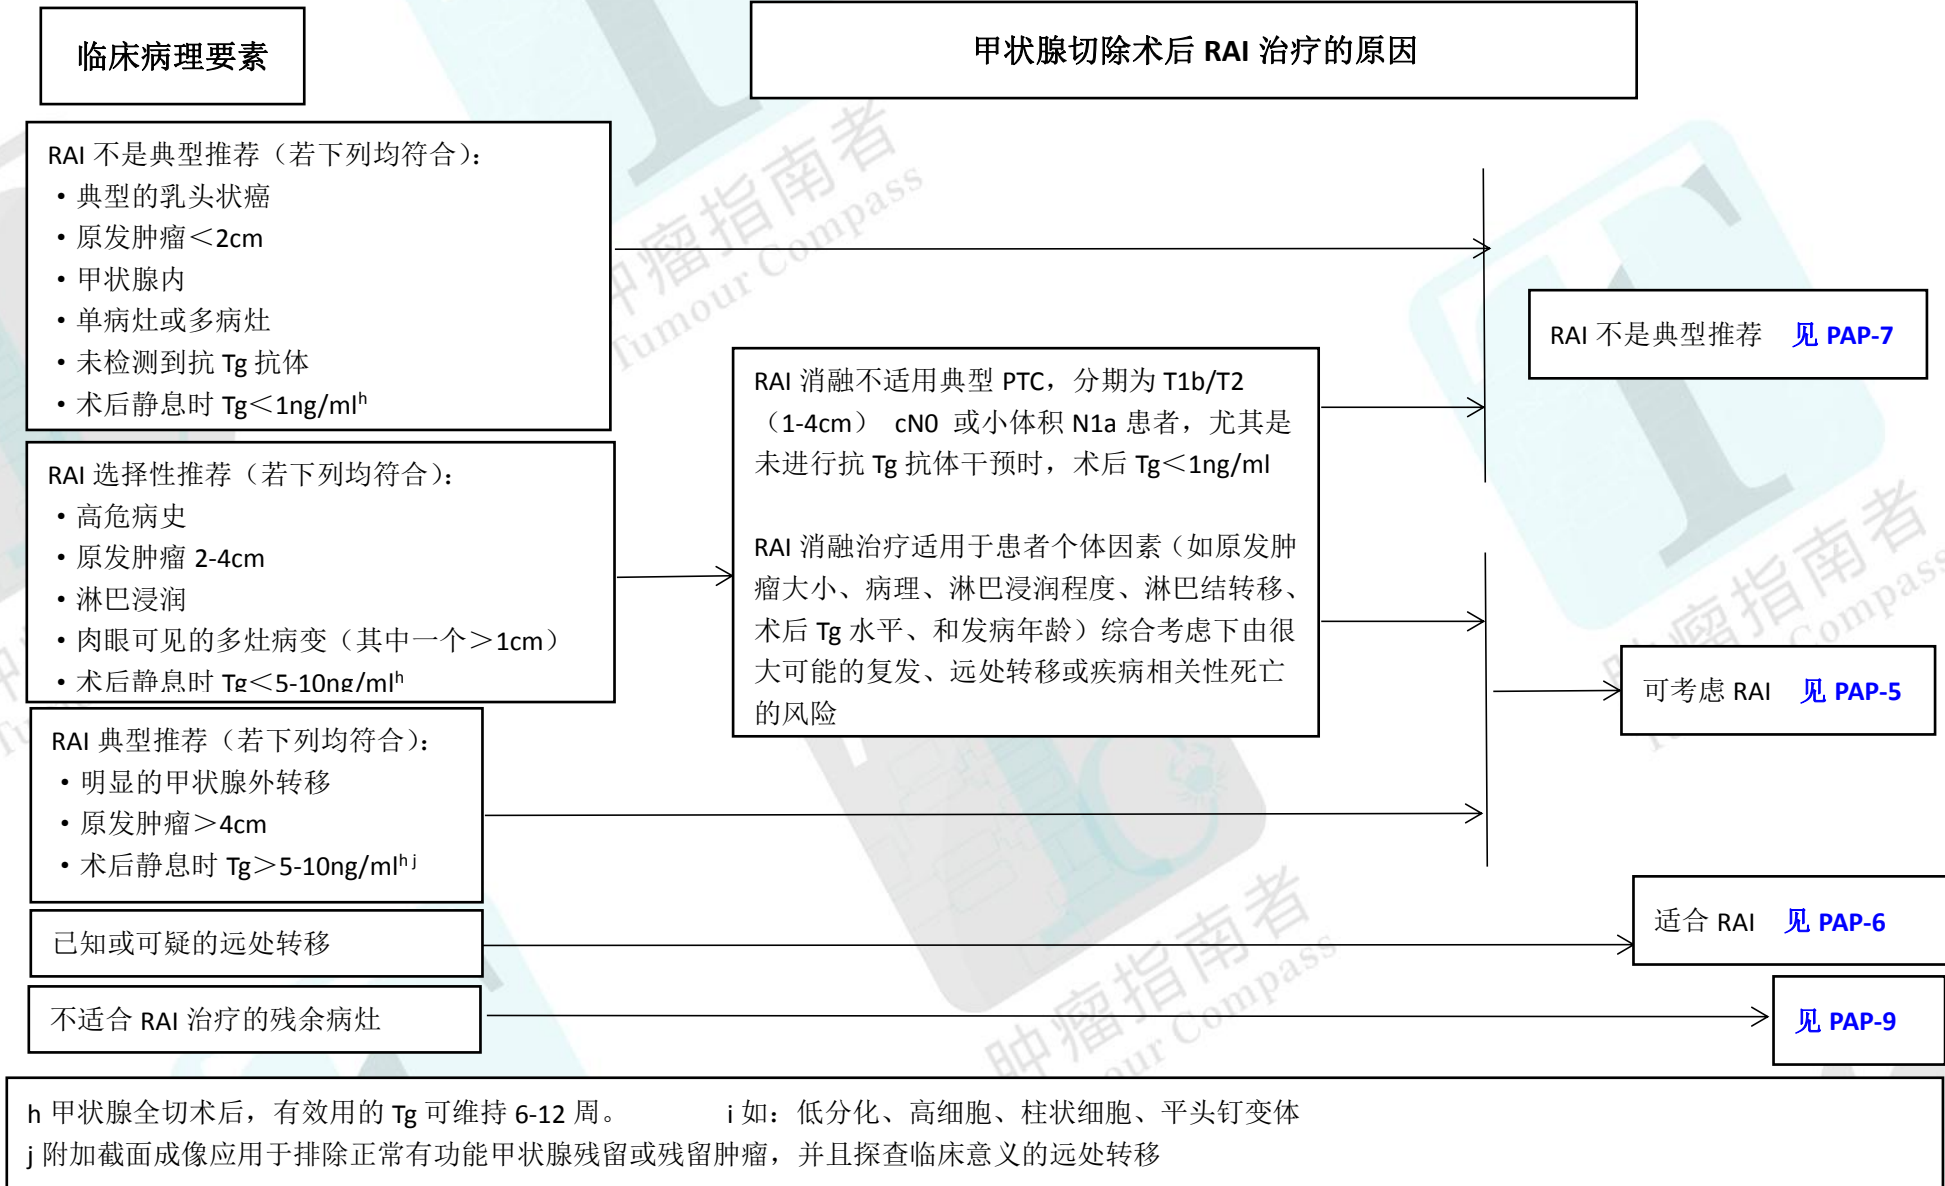 临床病理要素
甲状腺切除术后 RAI 治疗的原因
RAI 不是典型推荐（若下列均符合）：
・典型的乳头状癌
・原发肿瘤＜2cm
・甲状腺内
・单病灶或多病灶
・未检测到抗 Tg 抗体
・术后静息时 Tg＜1ng/mlʰ
RAI 选择性推荐（若下列均符合）：
・高危病史
・原发肿瘤 2-4cm
・淋巴浸润
・肉眼可见的多灶病变（其中一个＞1cm）
・术后静息时 Tg＜5-10ng/mlʰ
RAI 典型推荐（若下列均符合）：
・明显的甲状腺外转移
・原发肿瘤＞4cm
・术后静息时 Tg＞5-10ng/mlʰ ʲ
已知或可疑的远处转移
不适合 RAI 治疗的残余病灶
RAI 消融不适用典型 PTC，分期为 T1b/T2
（1-4cm） cN0 或小体积 N1a 患者，尤其是
未进行抗 Tg 抗体干预时，术后 Tg＜1ng/ml
RAI 消融治疗适用于患者个体因素（如原发肿
瘤大小、病理、淋巴浸润程度、淋巴结转移、
术后 Tg 水平、和发病年龄）综合考虑下由很
大可能的复发、远处转移或疾病相关性死亡
的风险
RAI 不是典型推荐 见 PAP-7
可考虑 RAI 见 PAP-5
适合 RAI 见 PAP-6
见 PAP-9
h 甲状腺全切术后，有效用的 Tg 可维持 6-12 周。 i 如：低分化、高细胞、柱状细胞、平头钉变体
j 附加截面成像应用于排除正常有功能甲状腺残留或残留肿瘤，并且探查临床意义的远处转移
肿瘤指南者
Tumour Compass